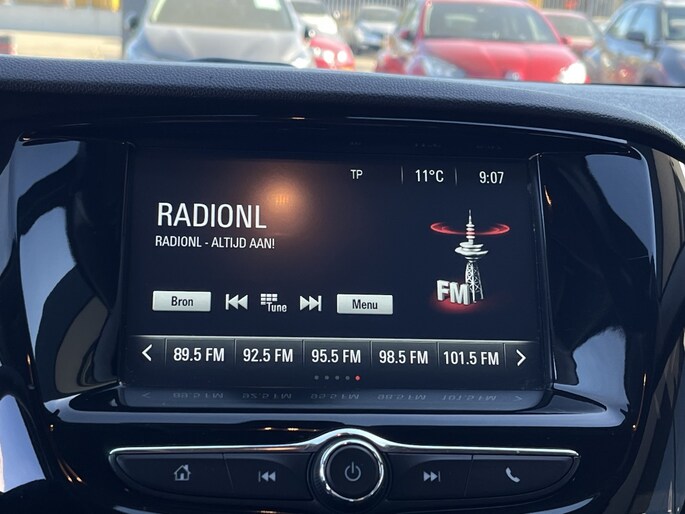 TP 11°C 9:07
RADIONL
RADIONL - ALTIJD AAN!
FM
Bron Tune Menu
89.5 FM 92.5 FM 95.5 FM 98.5 FM 101.5 FM